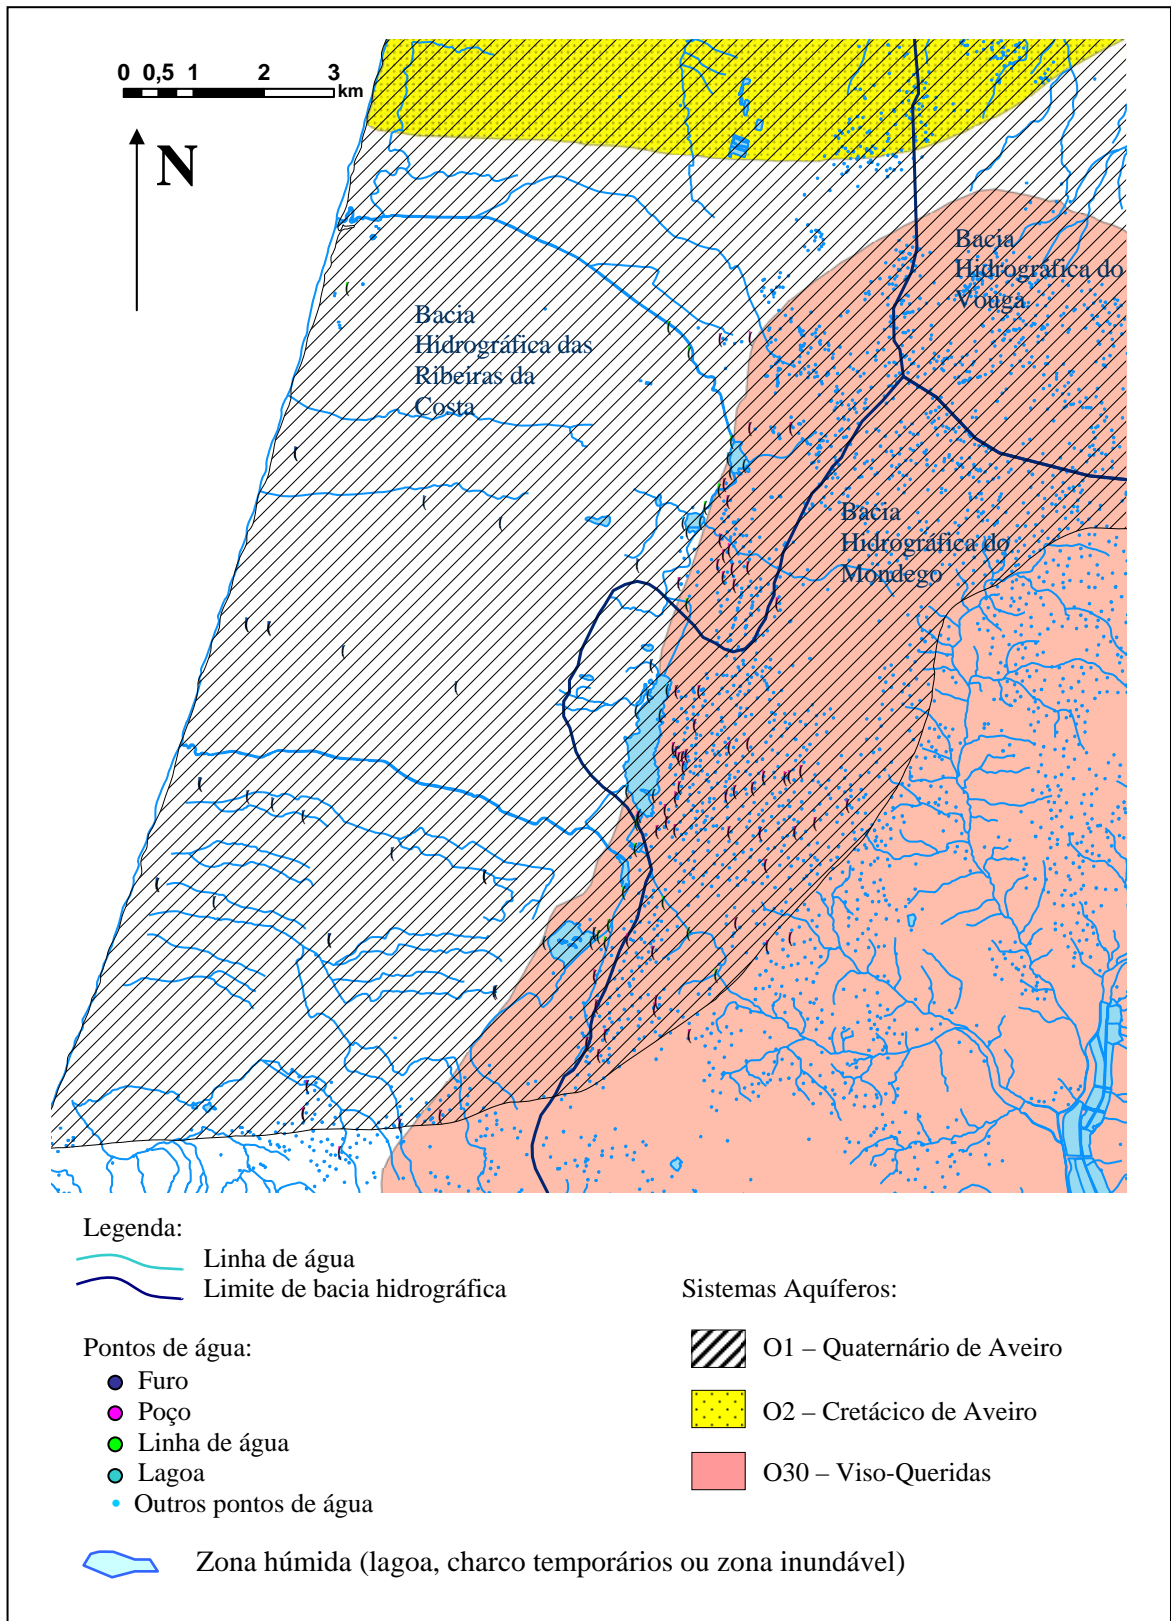 0 0,5 1 2 3
km
N
Bacia
Hidrográfica do
Vouga
Bacia
Hidrográfica das
Ribeiras da
Costa
Bacia
Hidrográfica do
Mondego
Legenda:
Linha de água
Limite de bacia hidrográfica
Pontos de água:
Furo
Poço
Linha de água
Lagoa
Outros pontos de água
Sistemas Aquíferos:
O1 – Quaternário de Aveiro
O2 – Cretácico de Aveiro
O30 – Viso-Queridas
Zona húmida (lagoa, charco temporários ou zona inundável)